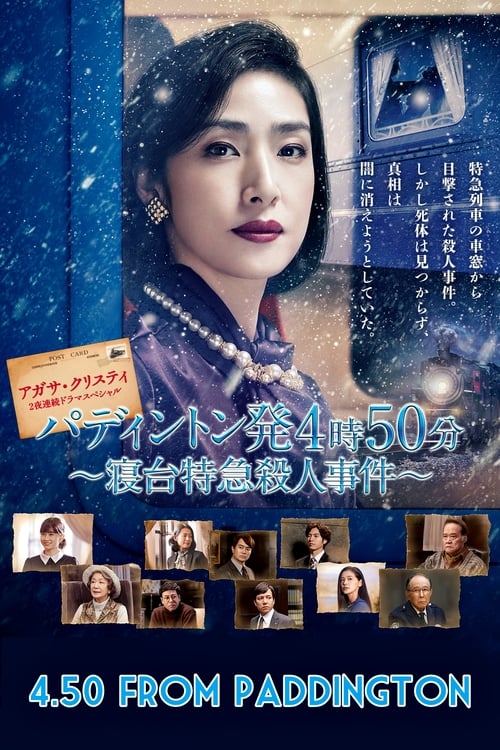 特急列車の車窓から
目撃された殺人事件。
しかし死体は見つからず、
真相は
闇に消えようとしていた。
POST CARD
アガサ・クリスティ
2夜連続ドラマスペシャル
パディントン発4時50分
～寝台特急殺人事件～
4.50 FROM PADDINGTON